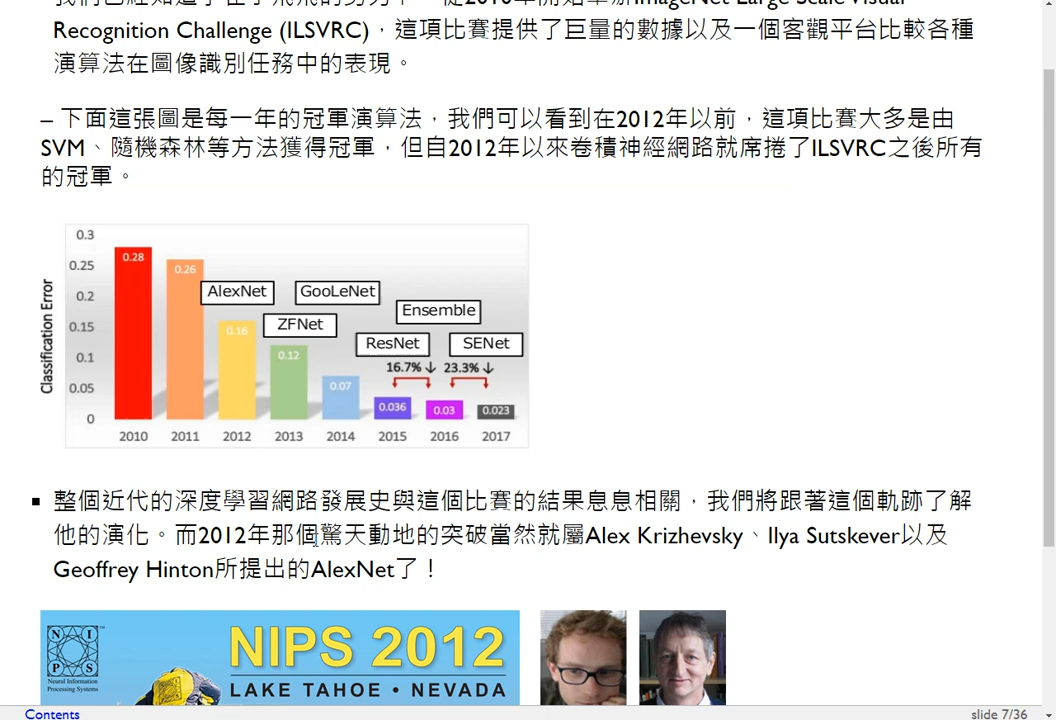 Recognition Challenge (ILSVRC)，這項比賽提供了巨量的數據以及一個客觀平台比較各種
演算法在圖像識別任務中的表現。
– 下面這張圖是每一年的冠軍演算法，我們可以看到在2012年以前，這項比賽大多是由
SVM、隨機森林等方法獲得冠軍，但自2012年以來卷積神經網路就席捲了ILSVRC之後所有
的冠軍。
Classification Error
0.3
0.25
0.2
0.15
0.1
0.05
0
0.28
0.26
0.16
0.12
0.07
0.036
0.03
0.023
AlexNet
GooLeNet
ZFNet
Ensemble
ResNet
SENet
16.7% ↓ 23.3% ↓
2010 2011 2012 2013 2014 2015 2016 2017
▪ 整個近代的深度學習網路發展史與這個比賽的結果息息相關，我們將跟著這個軌跡了解
他的演化。而2012年那個驚天動地的突破當然就屬Alex Krizhevsky、Ilya Sutskever以及
Geoffrey Hinton所提出的AlexNet了！
N I
P S
Neural Information
Processing Systems
NIPS 2012
LAKE TAHOE • NEVADA
Contents
slide 7/36